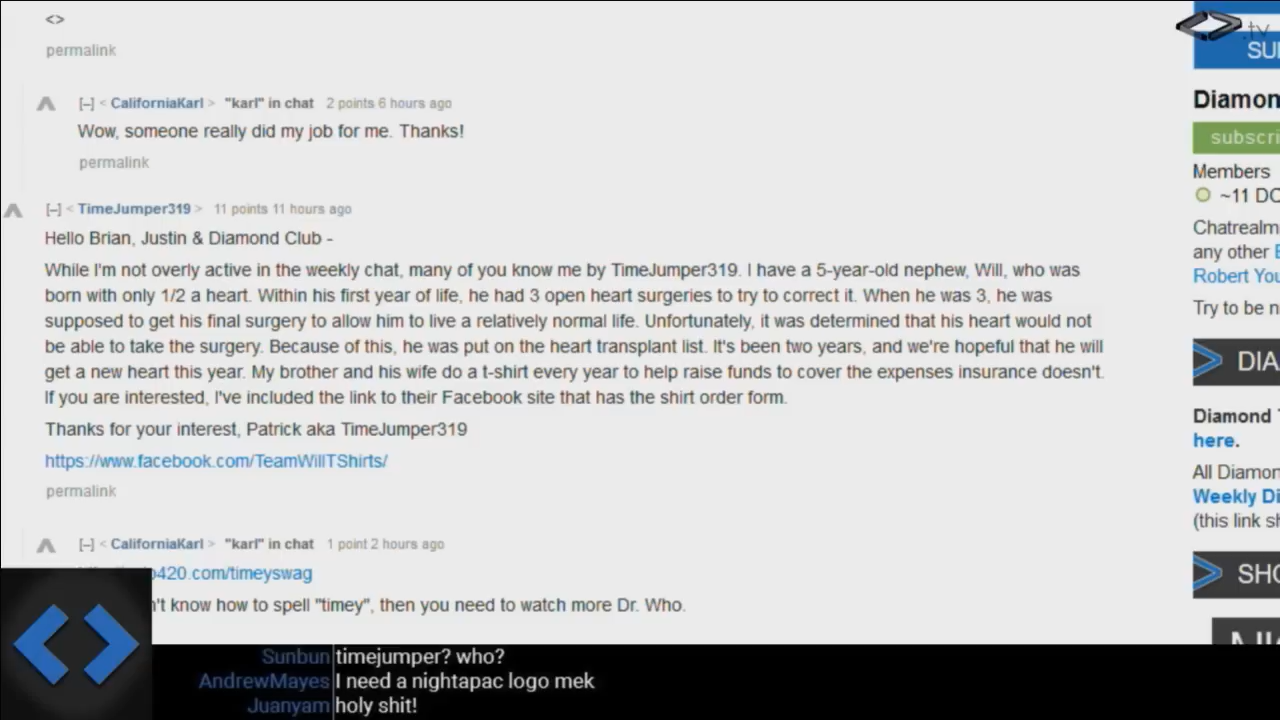 <>
.tv
permalink
SU
[–] < CaliforniaKarl > "karl" in chat 2 points 6 hours ago
Wow, someone really did my job for me. Thanks!
permalink
[–] < TimeJumper319 > 11 points 11 hours ago
Hello Brian, Justin & Diamond Club -
While I'm not overly active in the weekly chat, many of you know me by TimeJumper319. I have a 5-year-old nephew, Will, who was
born with only 1/2 a heart. Within his first year of life, he had 3 open heart surgeries to try to correct it. When he was 3, he was
supposed to get his final surgery to allow him to live a relatively normal life. Unfortunately, it was determined that his heart would not
be able to take the surgery. Because of this, he was put on the heart transplant list. It's been two years, and we're hopeful that he will
get a new heart this year. My brother and his wife do a t-shirt every year to help raise funds to cover the expenses insurance doesn't.
If you are interested, I've included the link to their Facebook site that has the shirt order form.
Thanks for your interest, Patrick aka TimeJumper319
https://www.facebook.com/TeamWillTShirts/
permalink
[–] < CaliforniaKarl > "karl" in chat 1 point 2 hours ago
420.com/timeyswag
't know how to spell "timey", then you need to watch more Dr. Who.
Diamon
subscri
Members
~11 DC
Chatrealm
any other
Robert You
Try to be n
DIA
Diamond
here.
All Diamon
Weekly Di
(this link sh
SHO
Sunbun timejumper? who?
AndrewMayes I need a nightapac logo mek
Juanyam holy shit!